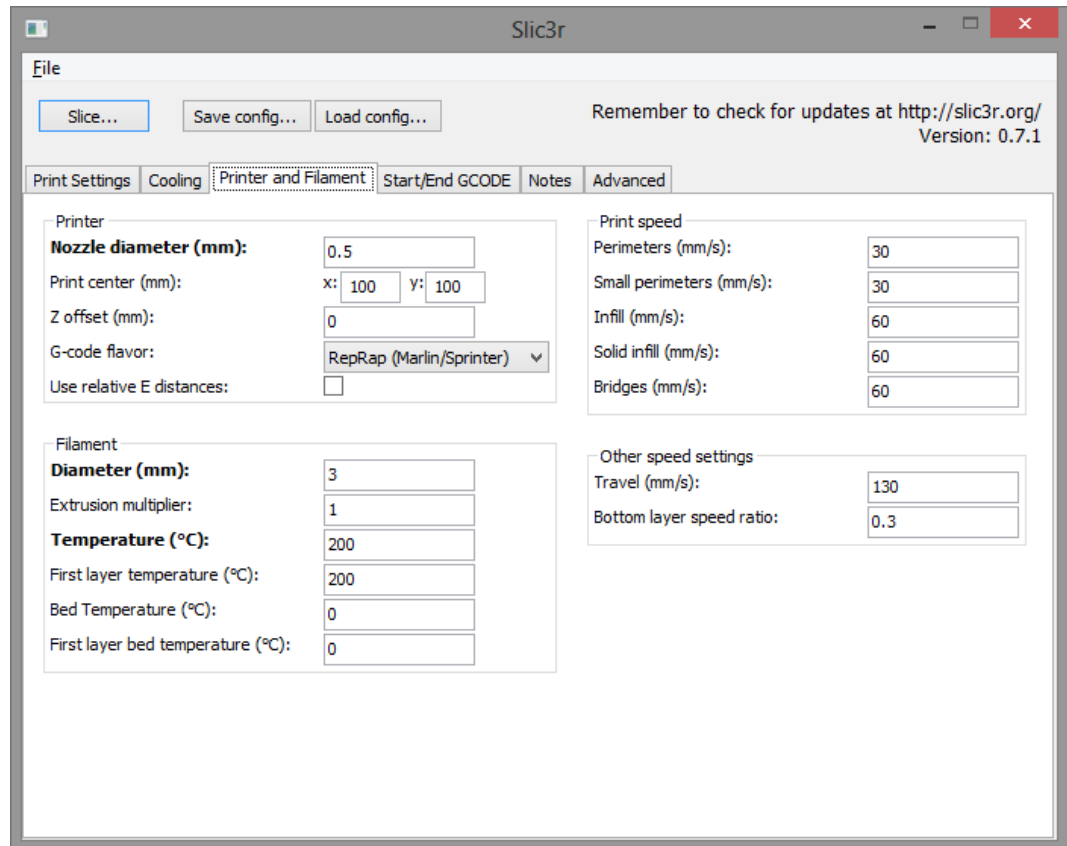 Slic3r
File
Slice... Save config... Load config...
Remember to check for updates at http://slic3r.org/
Version: 0.7.1
Print Settings Cooling Printer and Filament Start/End GCODE Notes Advanced
Printer
Nozzle diameter (mm): 0.5
Print center (mm): x: 100 y: 100
Z offset (mm): 0
G-code flavor: RepRap (Marlin/Sprinter)
Use relative E distances:
Filament
Diameter (mm): 3
Extrusion multiplier: 1
Temperature (°C): 200
First layer temperature (°C): 200
Bed Temperature (°C): 0
First layer bed temperature (°C): 0
Print speed
Perimeters (mm/s): 30
Small perimeters (mm/s): 30
Infill (mm/s): 60
Solid infill (mm/s): 60
Bridges (mm/s): 60
Other speed settings
Travel (mm/s): 130
Bottom layer speed ratio: 0.3